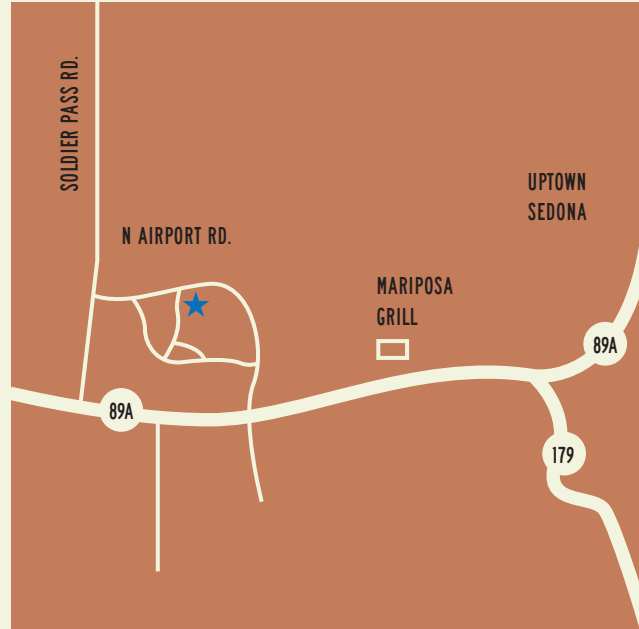 SOLDIER PASS RD.
N AIRPORT RD.
UPTOWN
SEDONA
MARIPOSA
GRILL
89A
89A
179